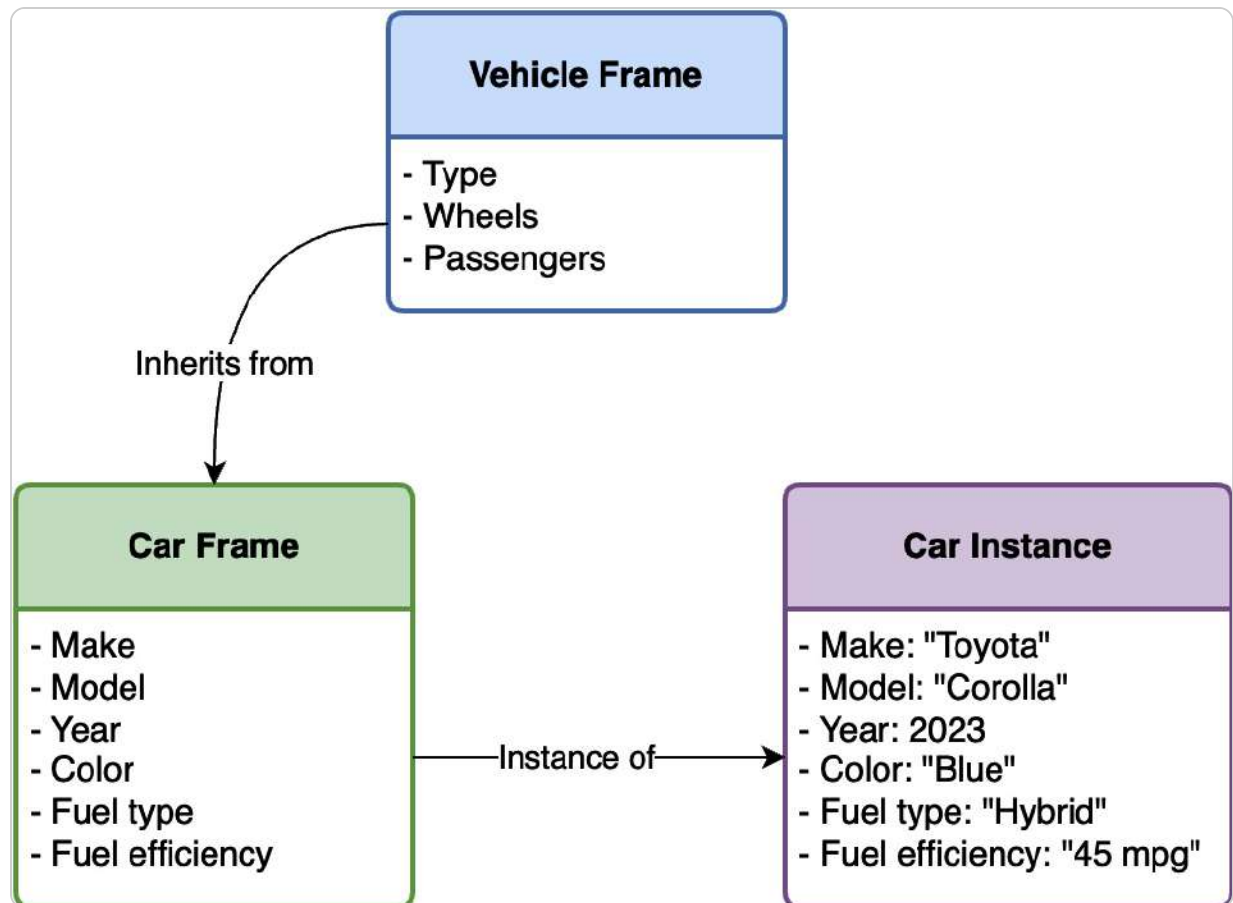 Vehicle Frame
- Type
- Wheels
- Passengers
Inherits from
Car Frame
- Make
- Model
- Year
- Color
- Fuel type
- Fuel efficiency
Instance of
Car Instance
- Make: "Toyota"
- Model: "Corolla"
- Year: 2023
- Color: "Blue"
- Fuel type: "Hybrid"
- Fuel efficiency: "45 mpg"